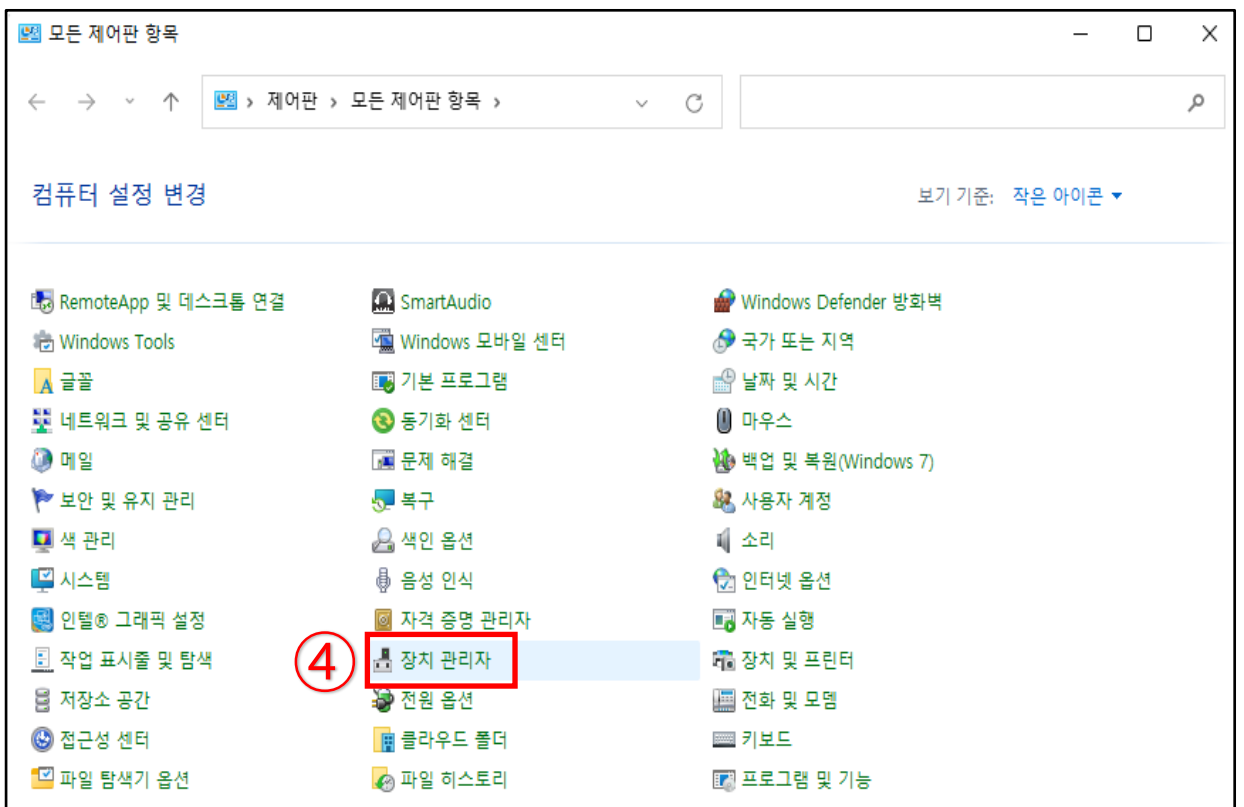 모든 제어판 항목
제어판 › 모든 제어판 항목 ›
컴퓨터 설정 변경
보기 기준: 작은 아이콘
RemoteApp 및 데스크톱 연결 SmartAudio Windows Defender 방화벽
Windows Tools Windows 모바일 센터 국가 또는 지역
글꼴 기본 프로그램 날짜 및 시간
네트워크 및 공유 센터 동기화 센터 마우스
메일 문제 해결 백업 및 복원(Windows 7)
보안 및 유지 관리 복구 사용자 계정
색 관리 색인 옵션 소리
시스템 음성 인식 인터넷 옵션
인텔® 그래픽 설정 자격 증명 관리자 자동 실행
작업 표시줄 및 탐색 ④ 장치 관리자 장치 및 프린터
저장소 공간 전원 옵션 전화 및 모뎀
접근성 센터 클라우드 폴더 키보드
파일 탐색기 옵션 파일 히스토리 프로그램 및 기능